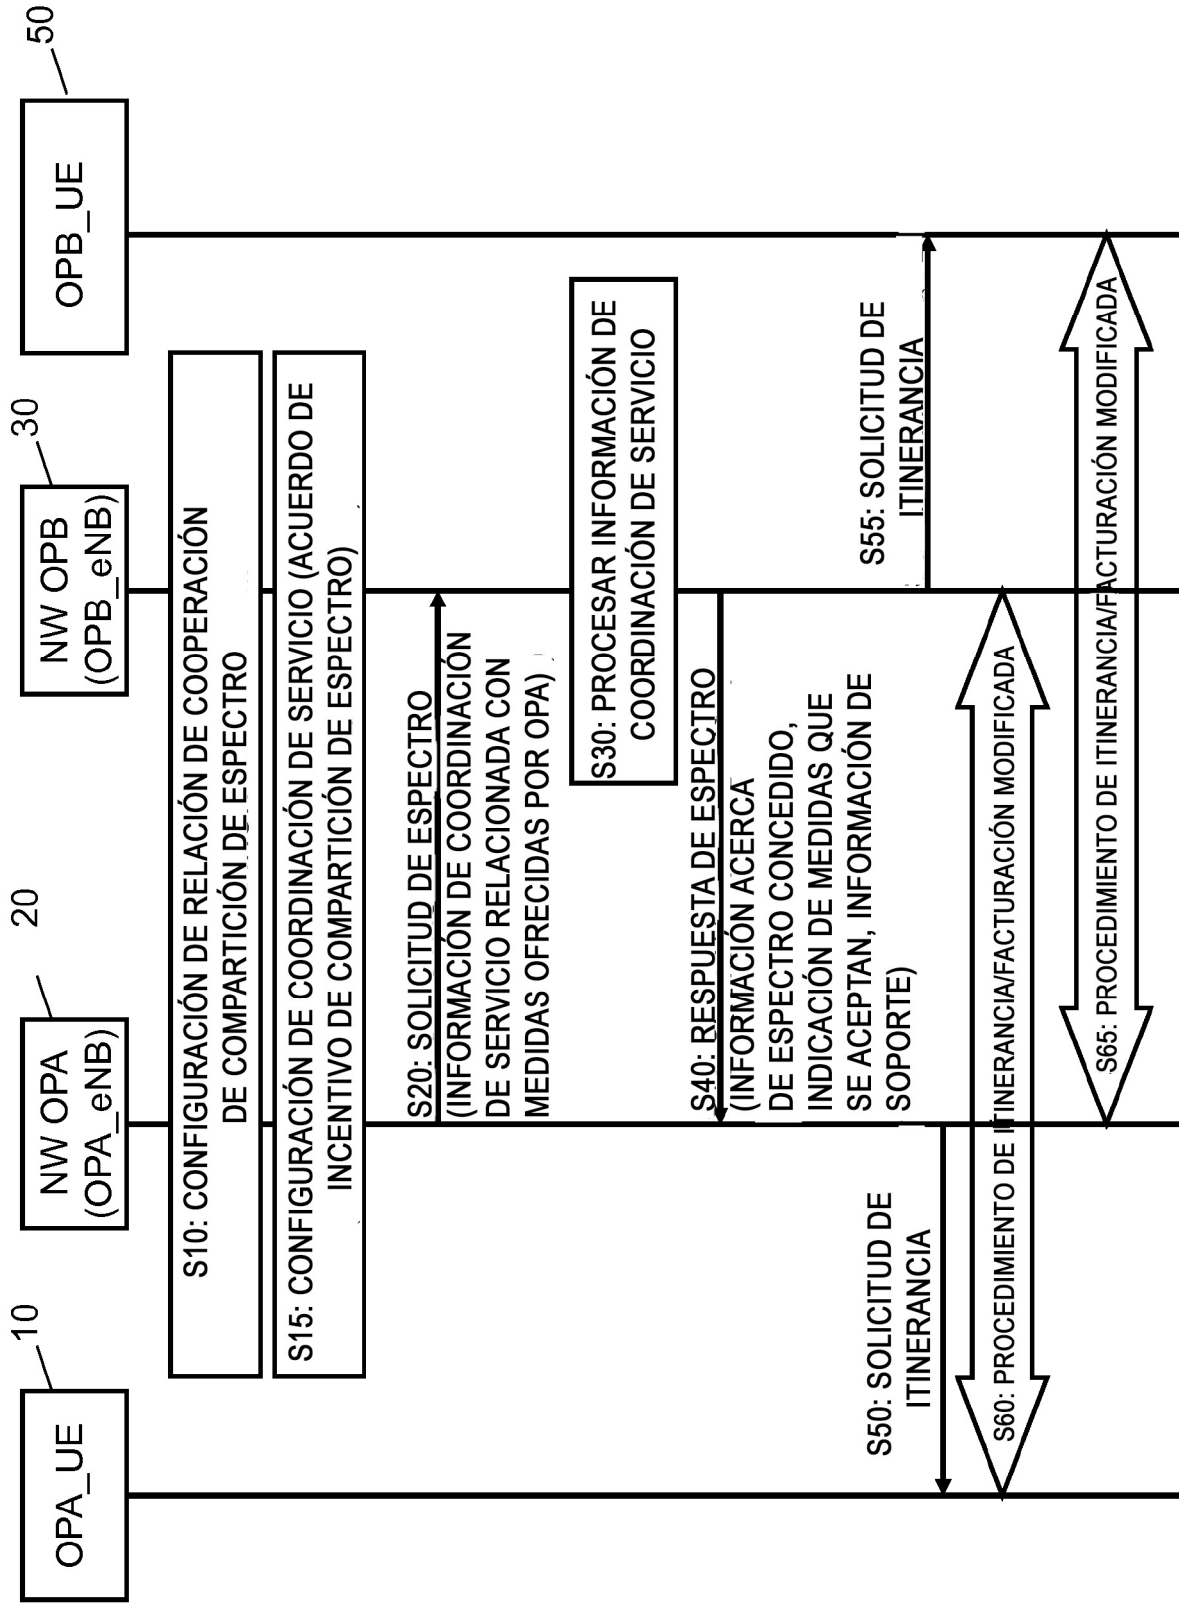 10
20
30
50
OPA_UE
NW OPA
(OPA_eNB)
NW OPB
(OPB_eNB)
OPB_UE
S10: CONFIGURACIÓN DE RELACIÓN DE COOPERACIÓN
DE COMPARTICIÓN DE ESPECTRO
S15: CONFIGURACIÓN DE COORDINACIÓN DE SERVICIO (ACUERDO DE
INCENTIVO DE COMPARTICIÓN DE ESPECTRO)
S20: SOLICITUD DE ESPECTRO
(INFORMACIÓN DE COORDINACIÓN
DE SERVICIO RELACIONADA CON
MEDIDAS OFRECIDAS POR OPA)
S30: PROCESAR INFORMACIÓN DE
COORDINACIÓN DE SERVICIO
S40: RESPUESTA DE ESPECTRO
(INFORMACIÓN ACERCA
DE ESPECTRO CONCEDIDO,
INDICACIÓN DE MEDIDAS QUE
SE ACEPTAN, INFORMACIÓN DE
SOPORTE)
S50: SOLICITUD DE
ITINERANCIA
S55: SOLICITUD DE
ITINERANCIA
S60: PROCEDIMIENTO DE ITINERANCIA/FACTURACIÓN MODIFICADA
S65: PROCEDIMIENTO DE ITINERANCIA/FACTURACIÓN MODIFICADA